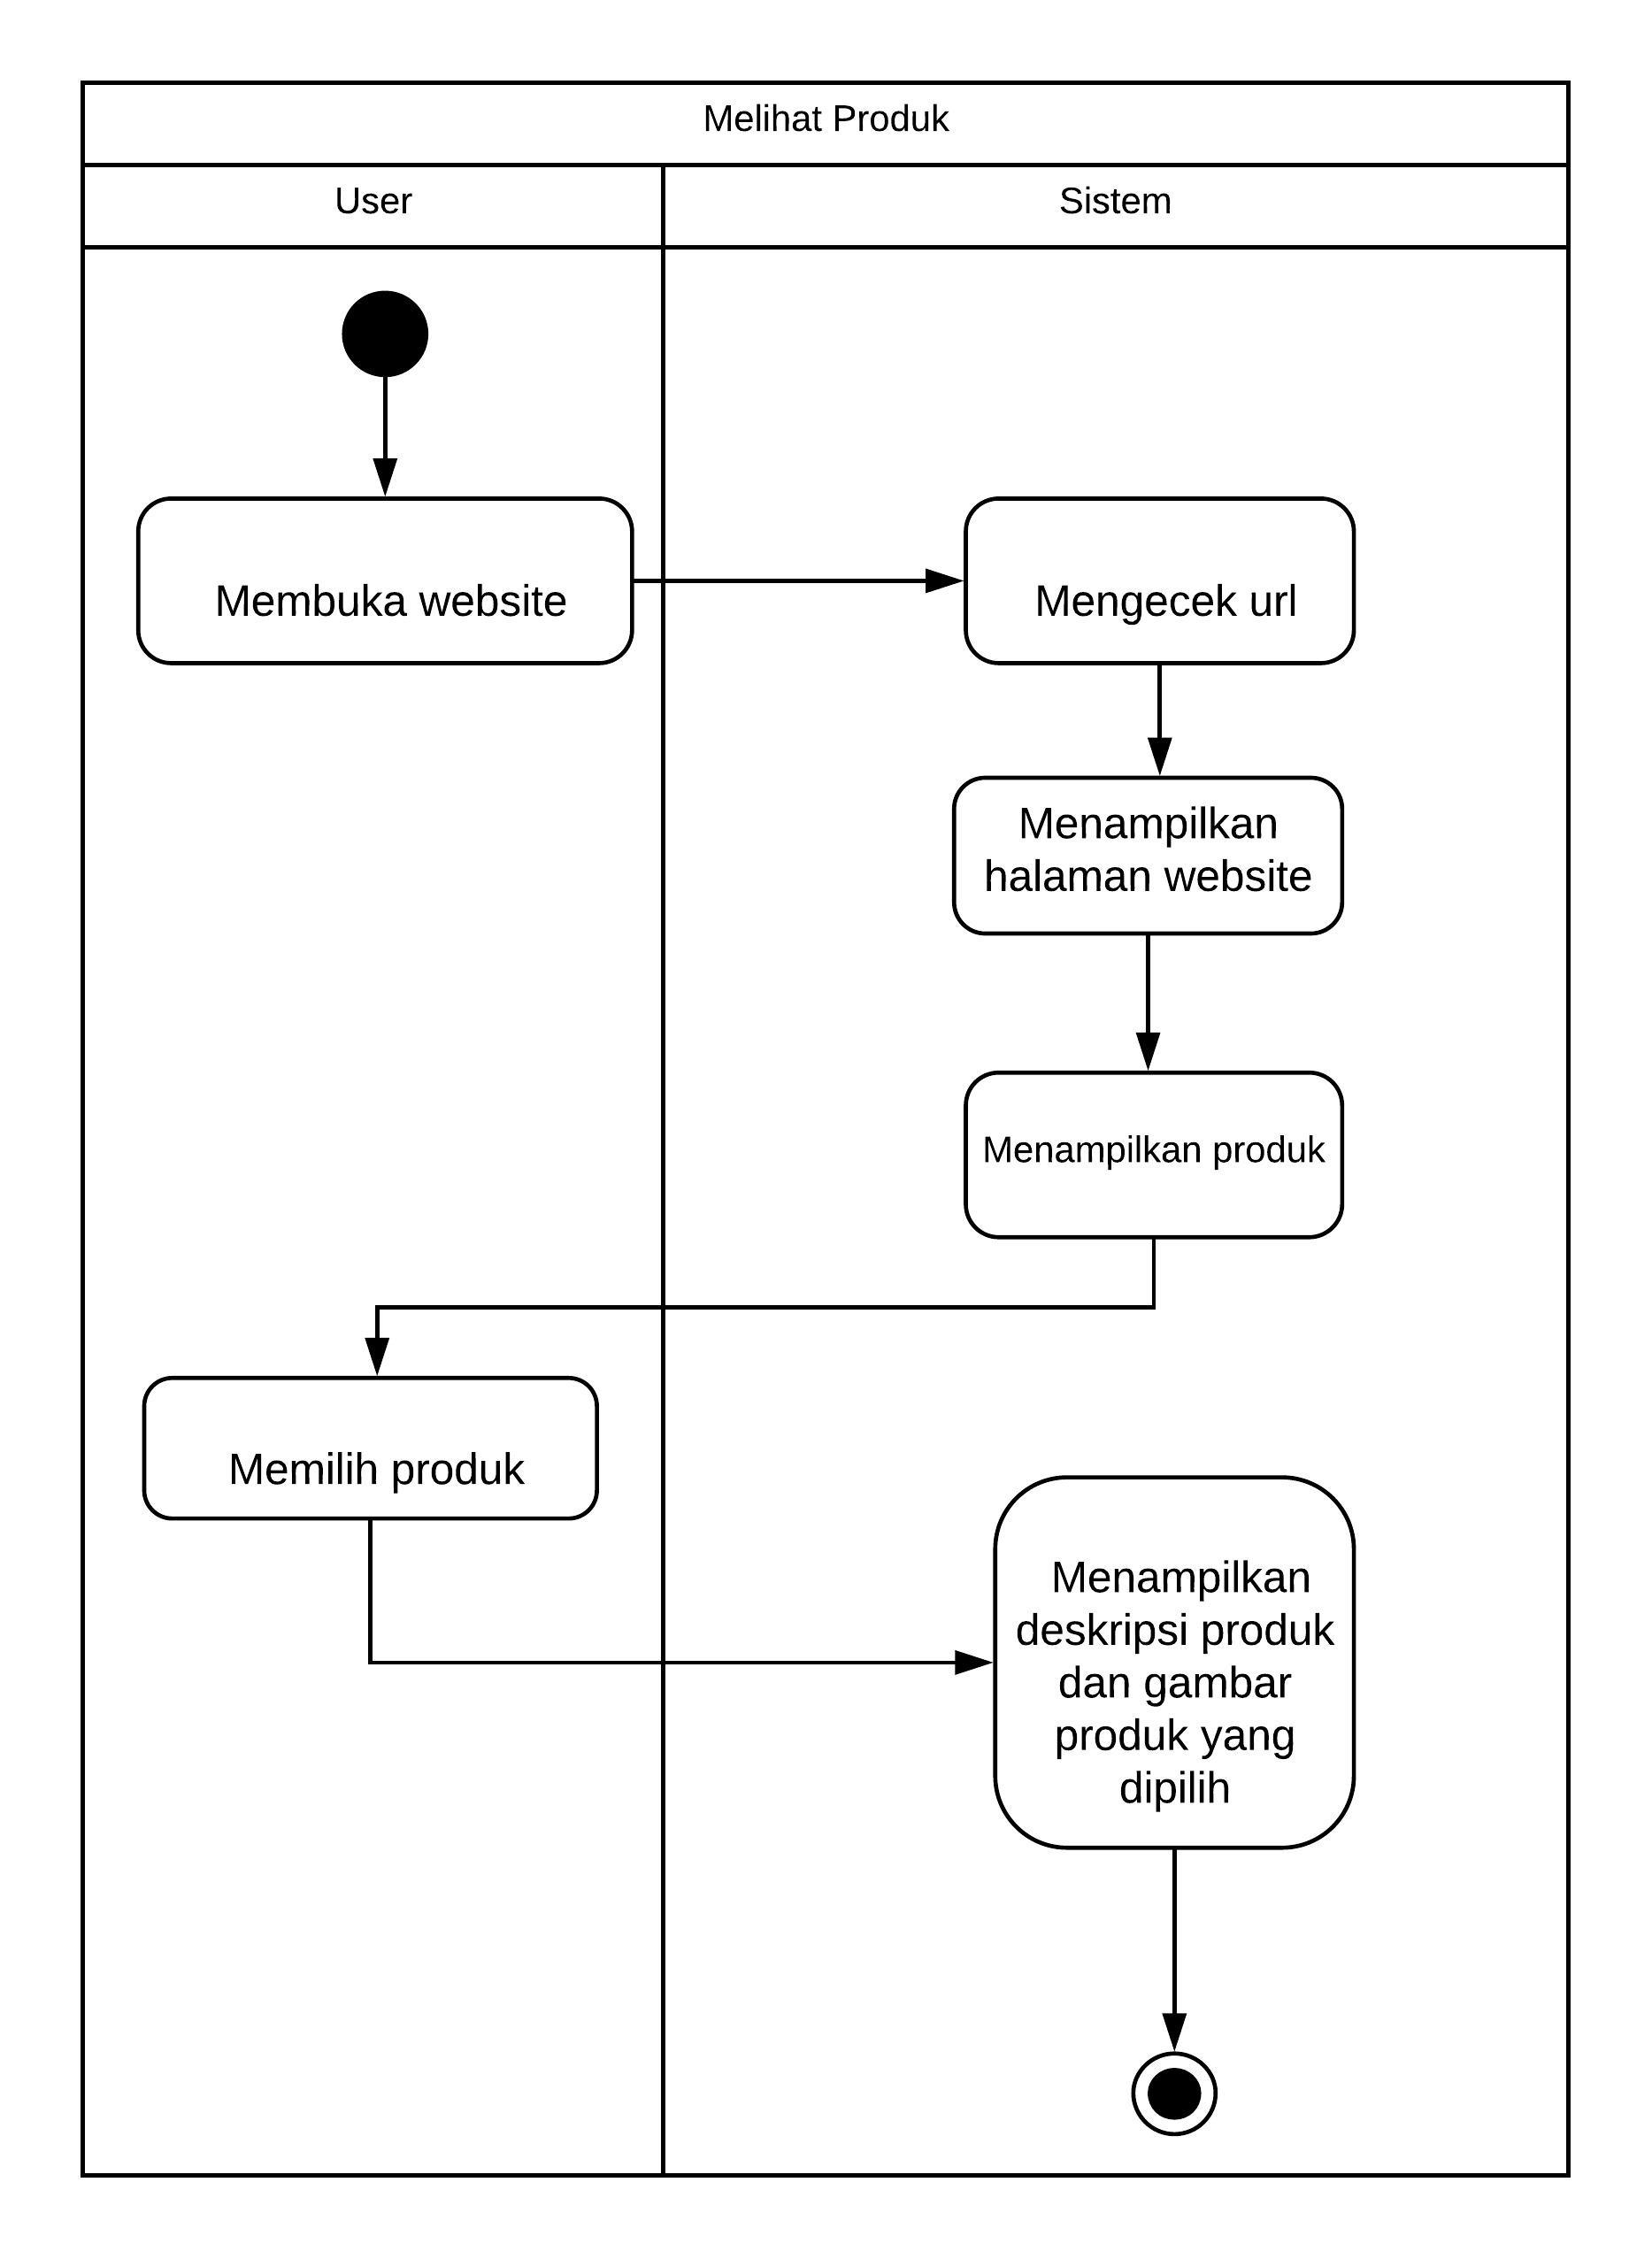 Melihat Produk
User
Sistem
Membuka website
Mengecek url
Menampilkan
halaman website
Menampilkan produk
Memilih produk
Menampilkan
deskripsi produk
dan gambar
produk yang
dipilih